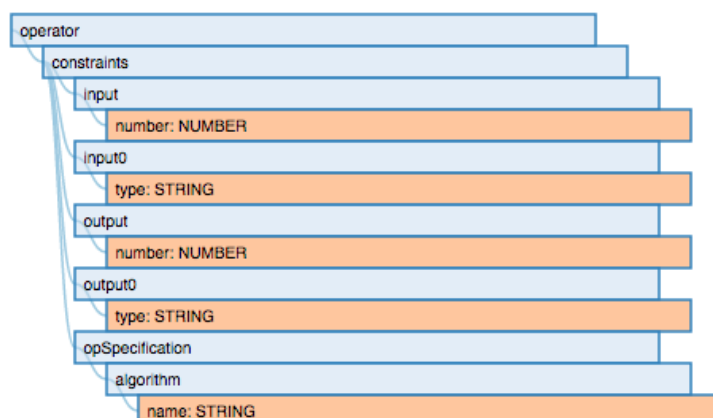 operator
constraints
input
number: NUMBER
input0
type: STRING
output
number: NUMBER
output0
type: STRING
opSpecification
algorithm
name: STRING